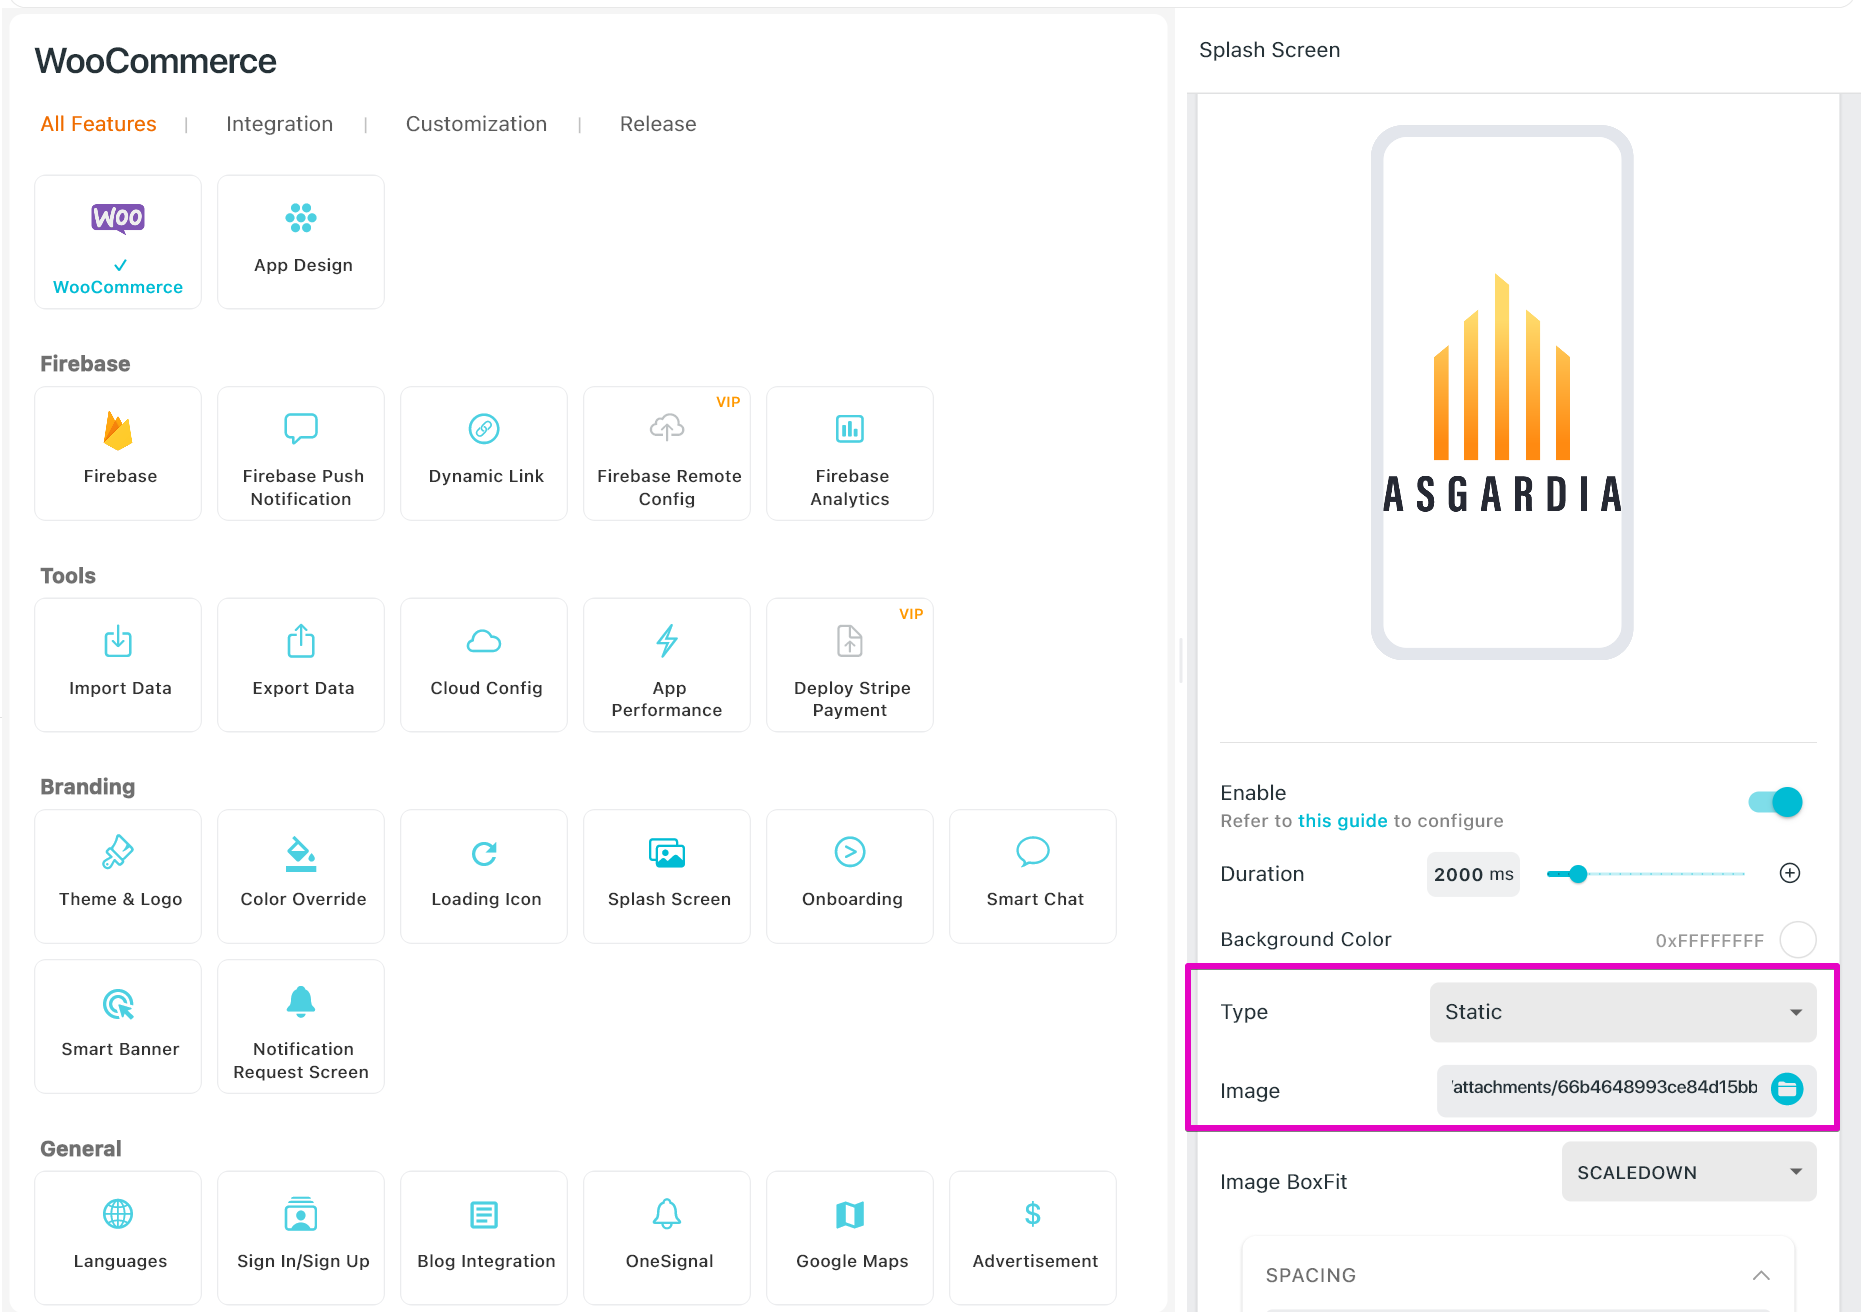 WooCommerce
All Features | Integration | Customization | Release
WOO
WooCommerce
App Design
Firebase
Firebase
Firebase Push
Notification
Dynamic Link
VIP
Firebase Remote
Config
Firebase
Analytics
Tools
Import Data
Export Data
Cloud Config
App
Performance
VIP
Deploy Stripe
Payment
Branding
Theme & Logo
Color Override
Loading Icon
Splash Screen
Onboarding
Smart Chat
Smart Banner
Notification
Request Screen
General
Languages
Sign In/Sign Up
Blog Integration
OneSignal
Google Maps
$
Advertisement
Splash Screen
ASGARDIA
Enable
Refer to this guide to configure
Duration 2000 ms
Background Color 0xFFFFFFFF
Type Static
Image /attachments/66b4648993ce84d15bb
Image BoxFit SCALEDOWN
SPACING